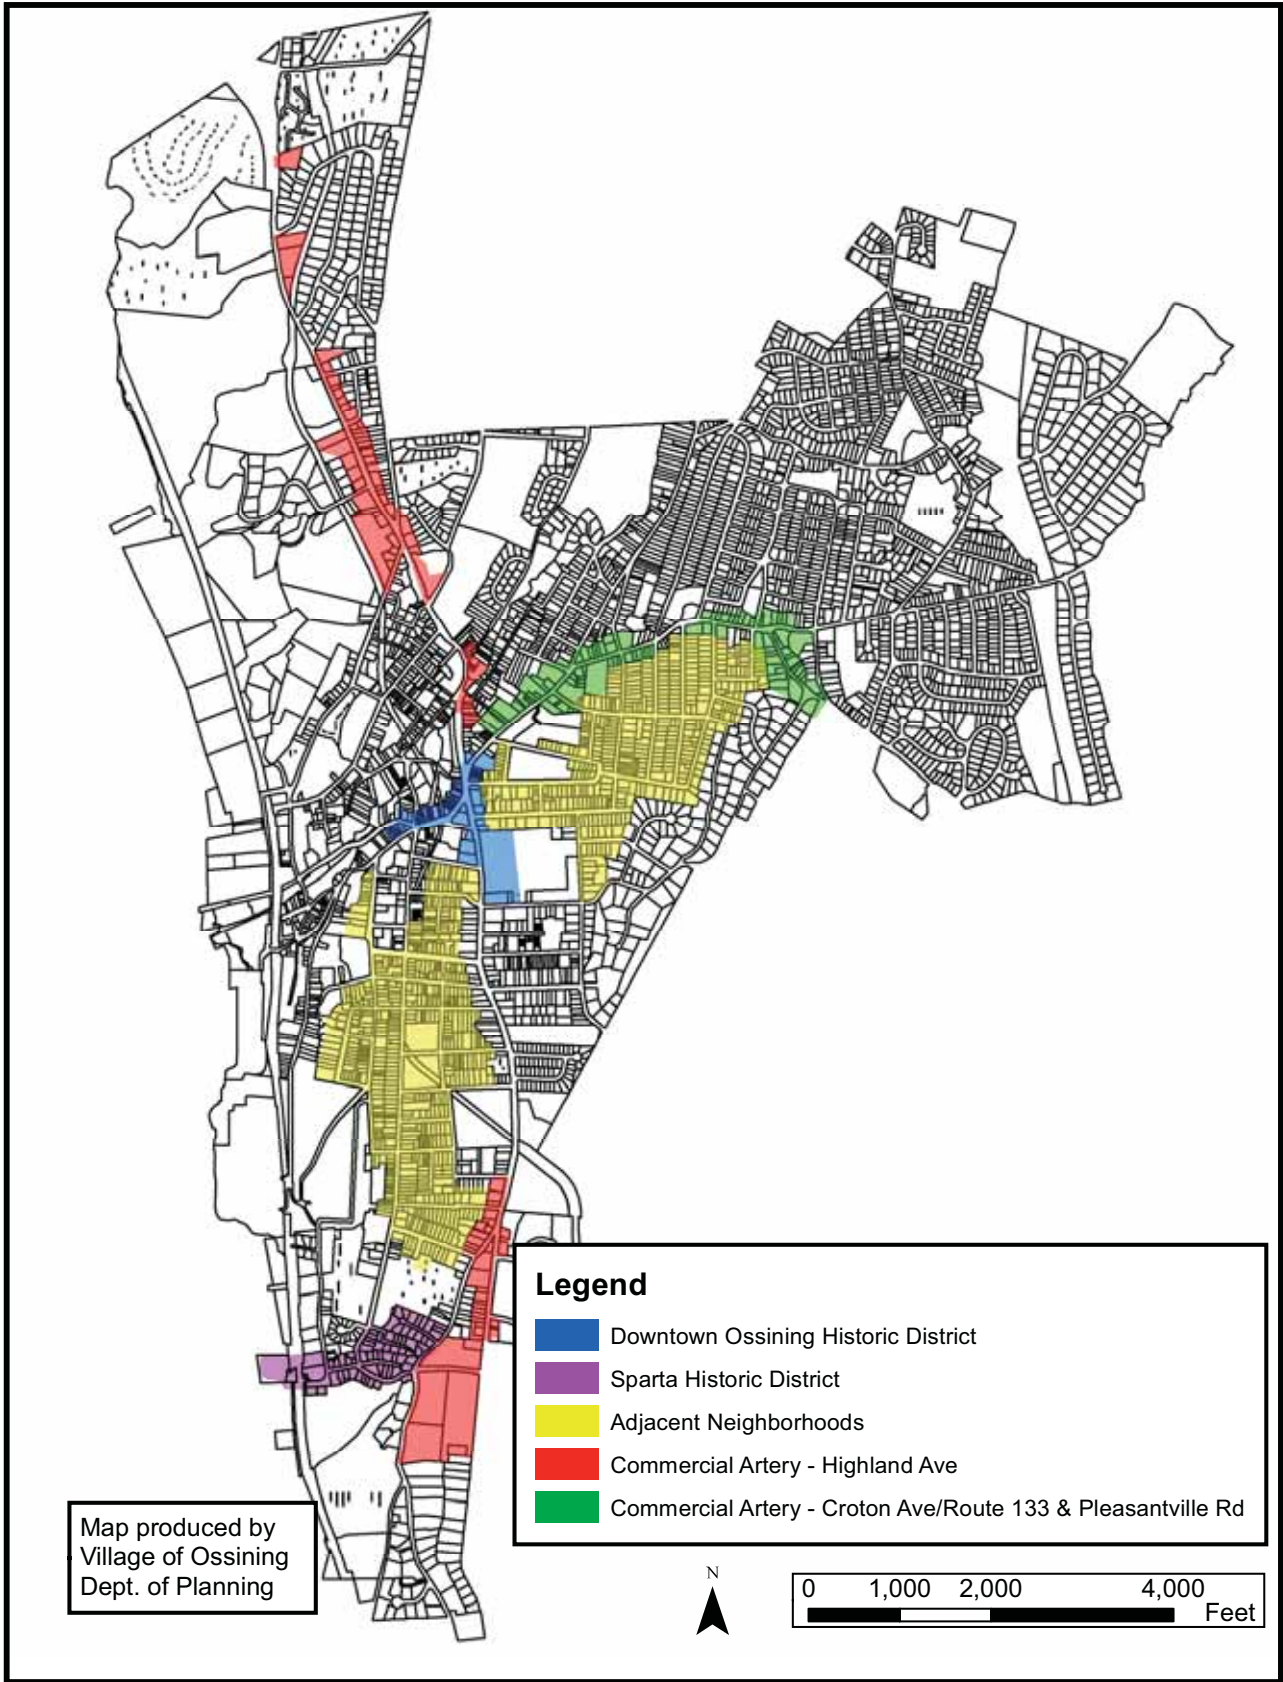 Legend
Downtown Ossining Historic District
Sparta Historic District
Adjacent Neighborhoods
Commercial Artery - Highland Ave
Commercial Artery - Croton Ave/Route 133 & Pleasantville Rd
Map produced by
Village of Ossining
Dept. of Planning
N
0 1,000 2,000 4,000
Feet